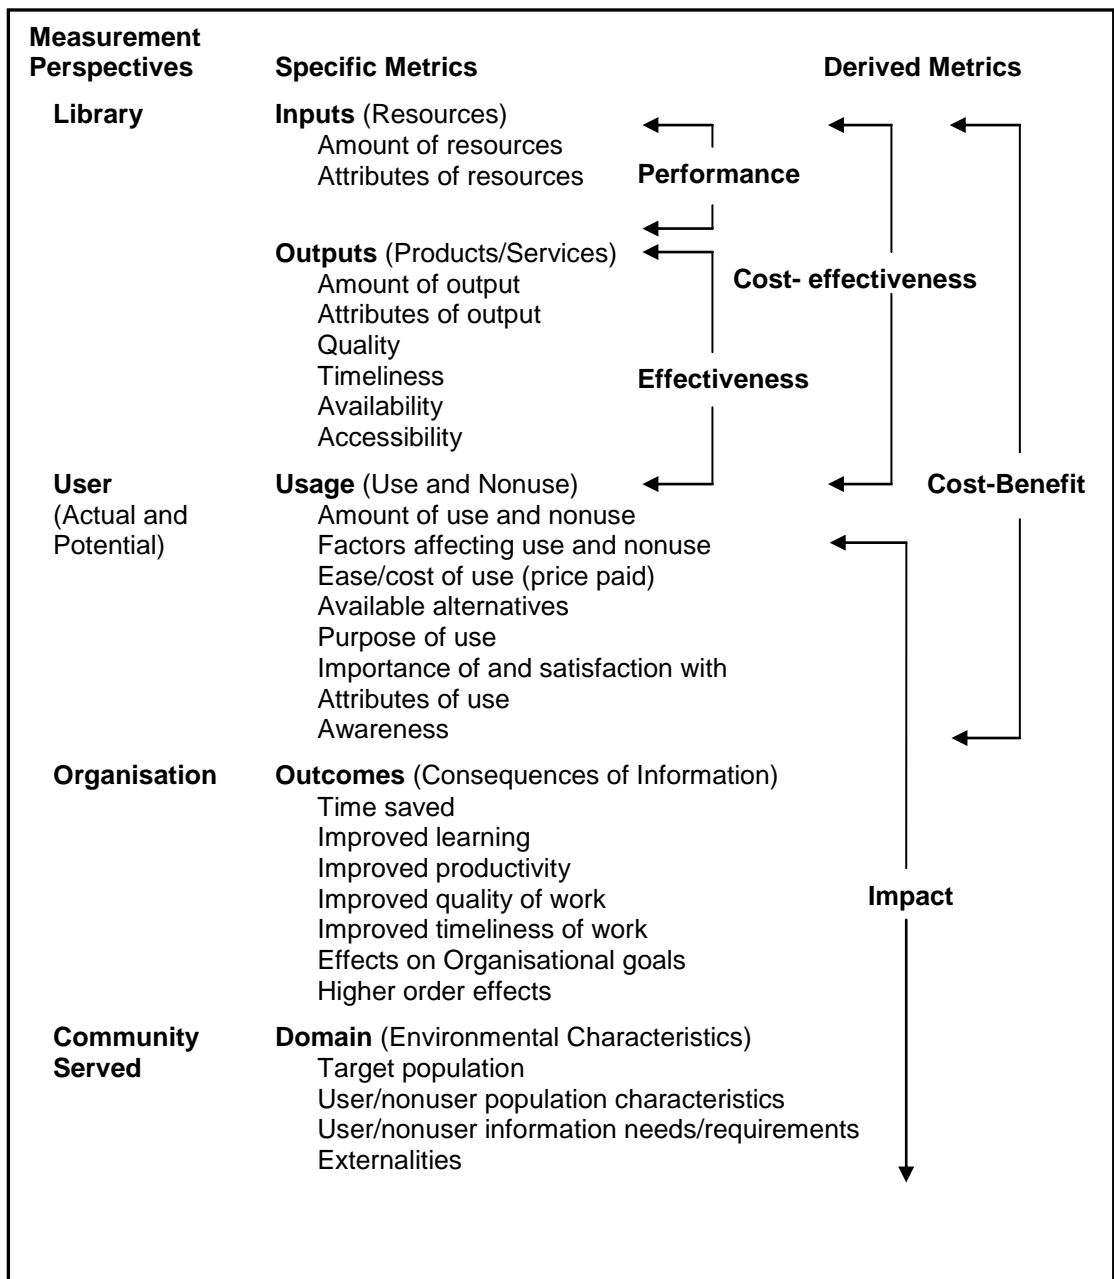 Measurement
Perspectives Specific Metrics Derived Metrics
Library Inputs (Resources)
Amount of resources
Attributes of resources Performance
Outputs (Products/Services)
Amount of output Cost- effectiveness
Attributes of output
Quality
Timeliness Effectiveness
Availability
Accessibility
User Usage (Use and Nonuse) Cost-Benefit
(Actual and Amount of use and nonuse
Potential) Factors affecting use and nonuse
Ease/cost of use (price paid)
Available alternatives
Purpose of use
Importance of and satisfaction with
Attributes of use
Awareness
Organisation Outcomes (Consequences of Information)
Time saved
Improved learning
Improved productivity
Improved quality of work Impact
Improved timeliness of work
Effects on Organisational goals
Higher order effects
Community Domain (Environmental Characteristics)
Served Target population
User/nonuser population characteristics
User/nonuser information needs/requirements
Externalities